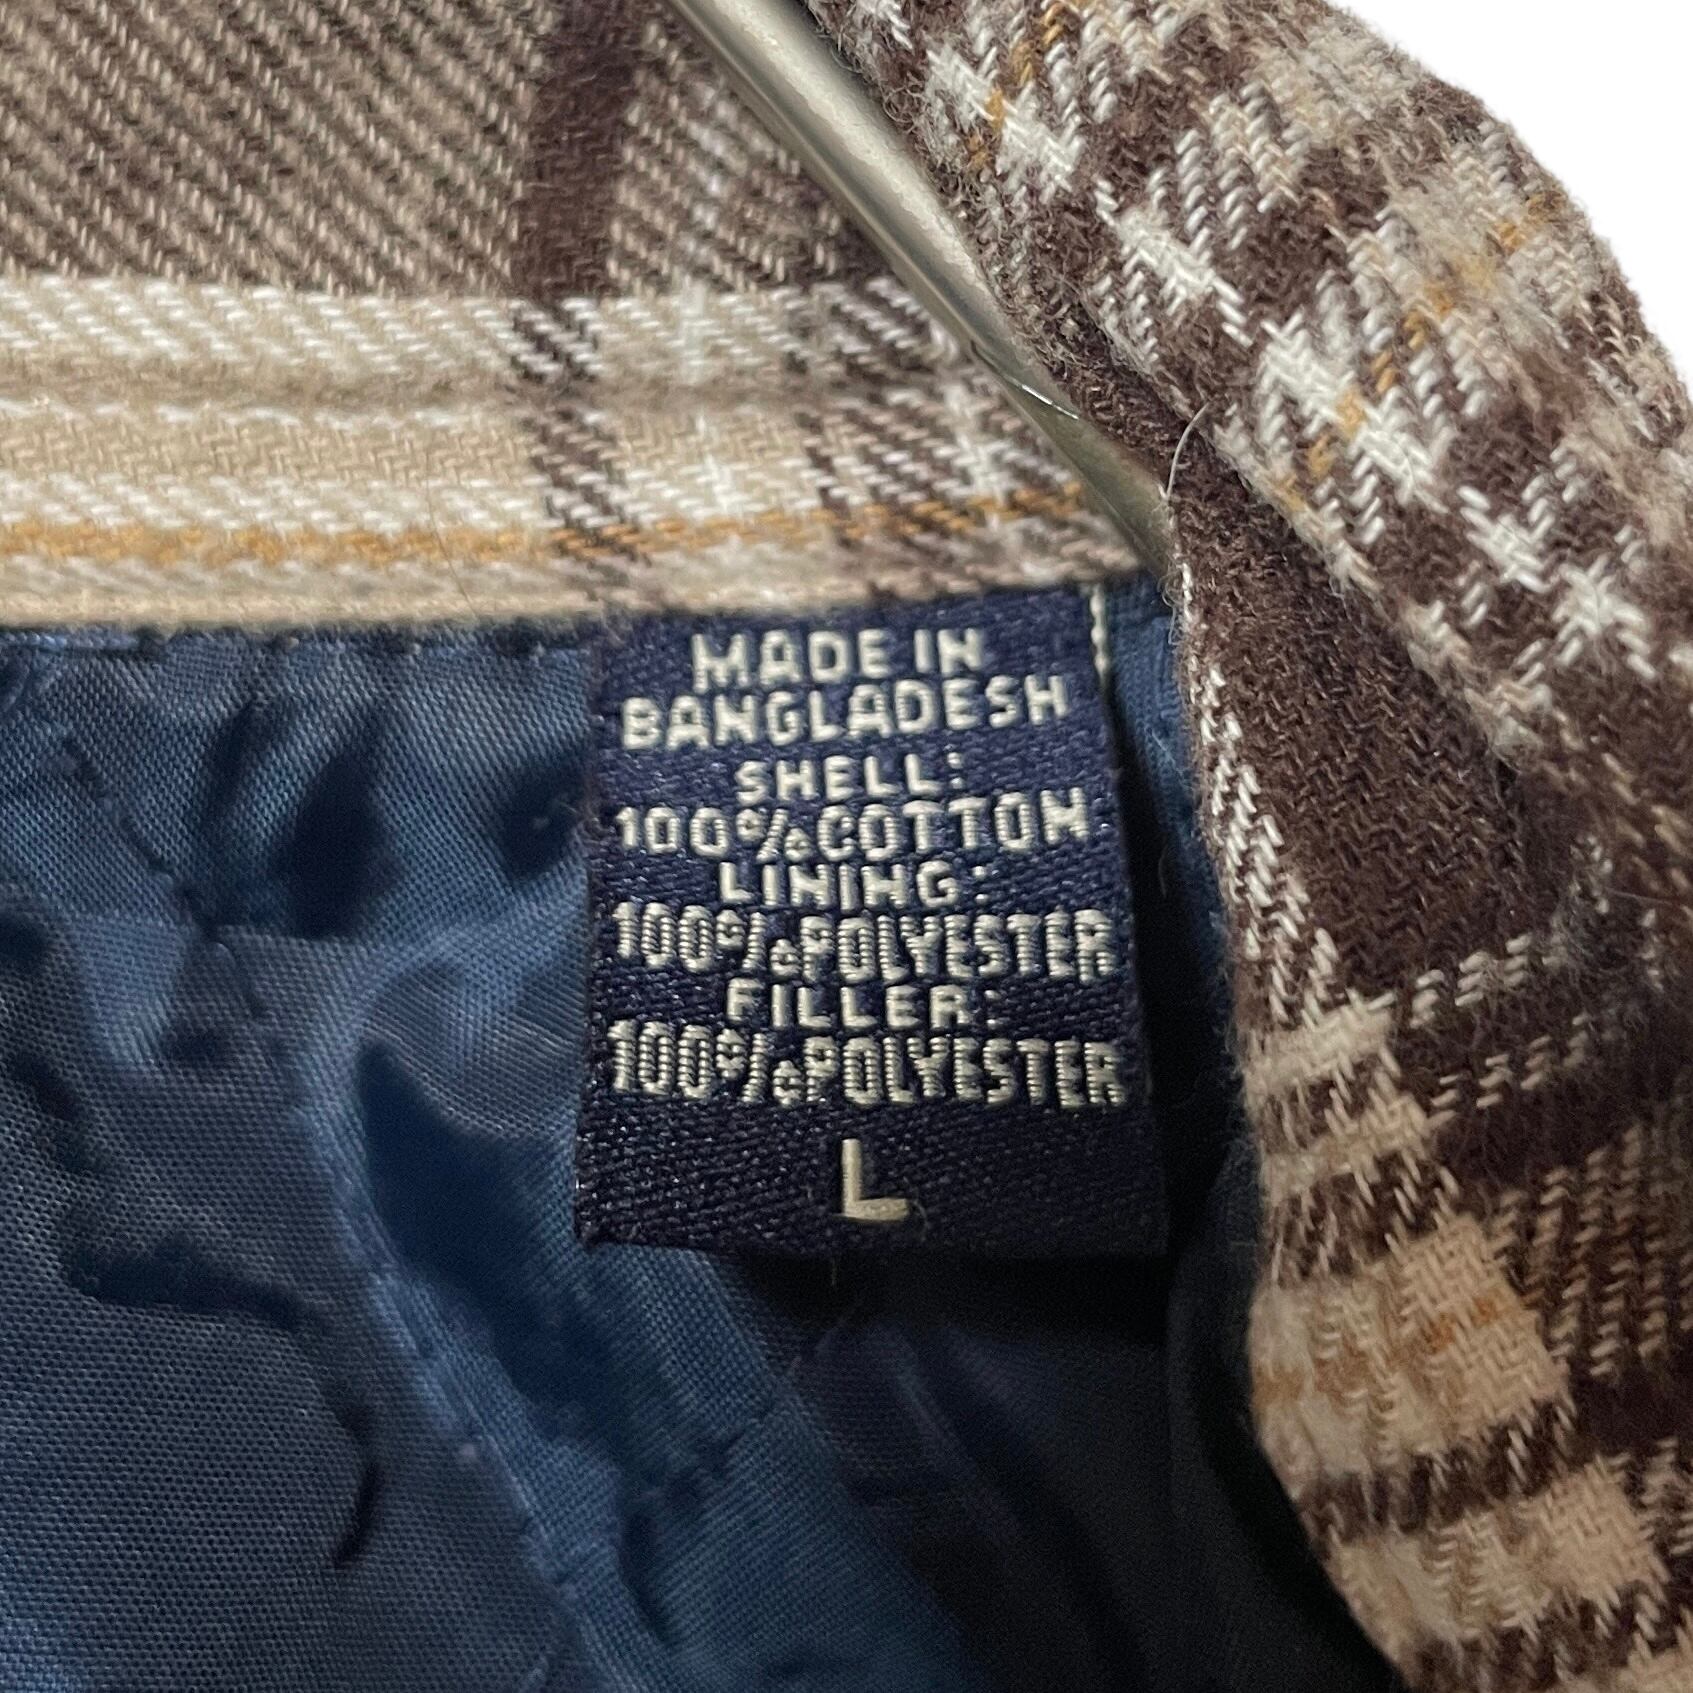 MADE IN
BANGLADESH
SHELL:
100%COTTON
LINING:
100%POLYESTER
FILLER:
100%POLYESTER
L